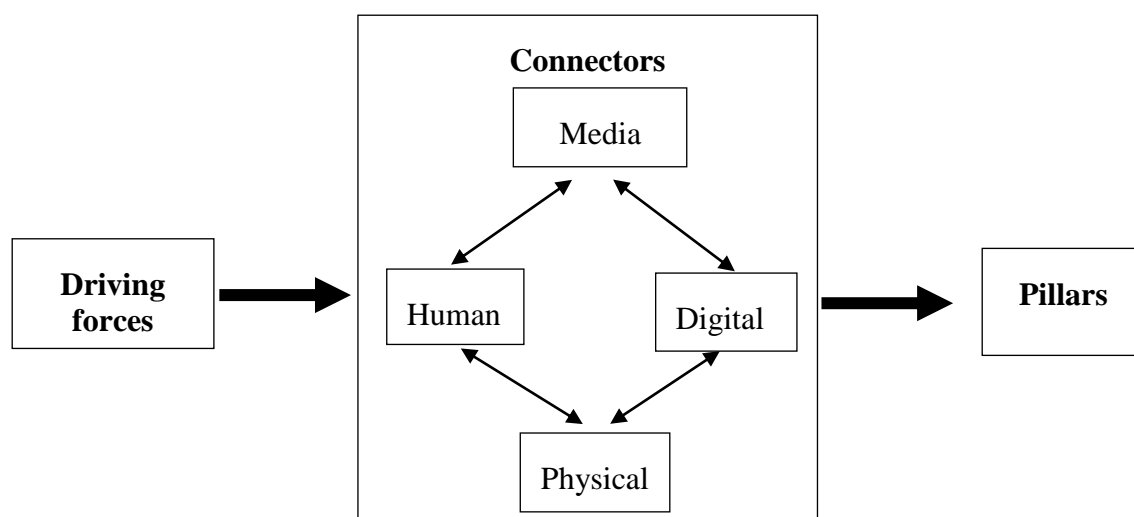 Connectors
Media
Driving
forces
Human
Digital
Pillars
Physical